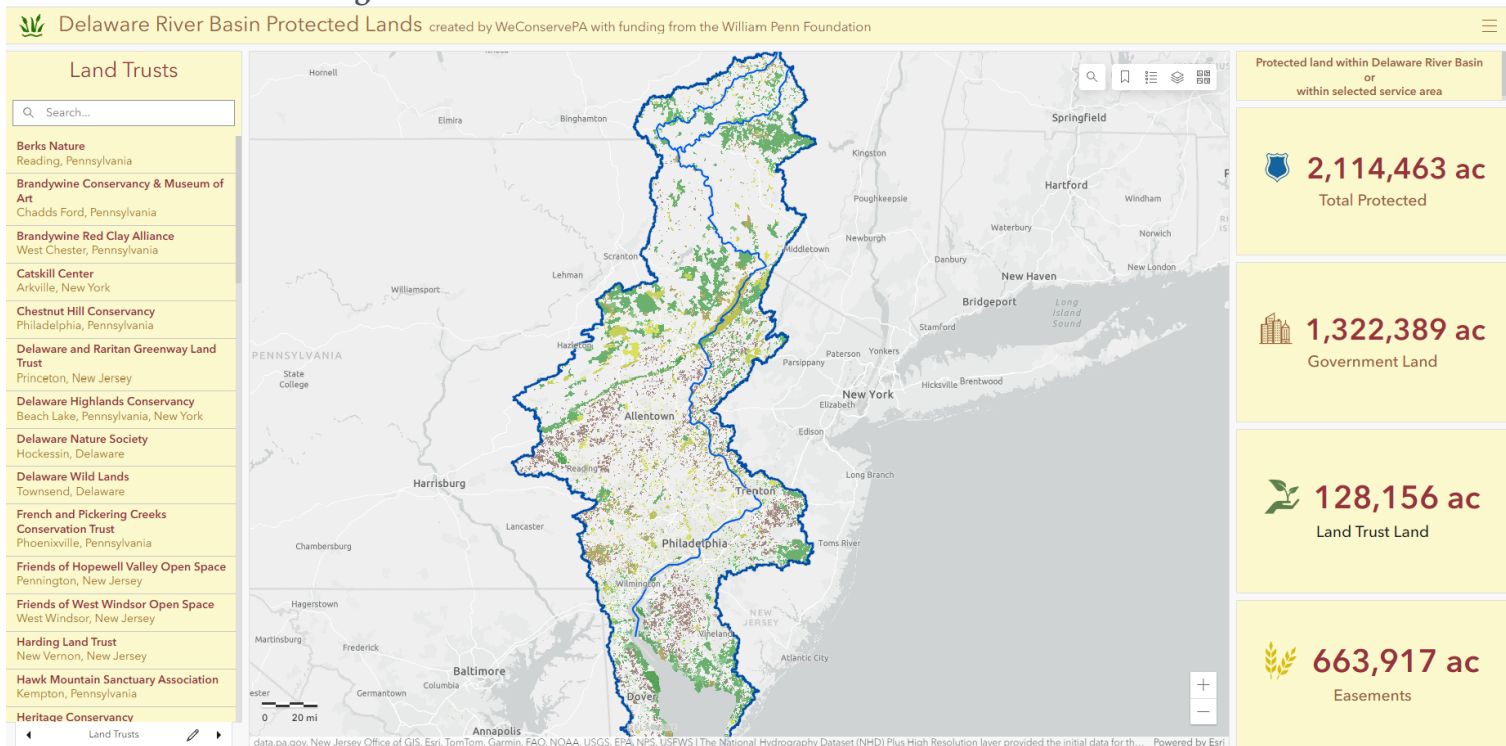 Delaware River Basin Protected Lands created by WeConservePA with funding from the William Penn Foundation
Land Trusts
Search...
Berks Nature
Reading, Pennsylvania
Brandywine Conservancy & Museum of
Art
Chadds Ford, Pennsylvania
Brandywine Red Clay Alliance
West Chester, Pennsylvania
Catskill Center
Arkville, New York
Chestnut Hill Conservancy
Philadelphia, Pennsylvania
Delaware and Raritan Greenway Land
Trust
Princeton, New Jersey
Delaware Highlands Conservancy
Beach Lake, Pennsylvania, New York
Delaware Nature Society
Hockessin, Delaware
Delaware Wild Lands
Townsend, Delaware
French and Pickering Creeks
Conservation Trust
Phoenixville, Pennsylvania
Friends of Hopewell Valley Open Space
Pennington, New Jersey
Friends of West Windsor Open Space
West Windsor, New Jersey
Harding Land Trust
New Vernon, New Jersey
Hawk Mountain Sanctuary Association
Kempton, Pennsylvania
Heritage Conservancy
Land Trusts
Hornell
Elmira
Binghamton
Springfield
Kingston
Hartford
Windham
Poughkeepsie
Waterbury
Norwich
Newburgh
Middletown
Scranton
Danbury
New London
Lehman
New Haven
Williamsport
Bridgeport
Long
Island
Sound
Stamford
Hazleton
PENNSYLVANIA
Paterson
Yonkers
Parsippany
State
College
Hicksville
Brentwood
New York
Elizabeth
Allentown
Edison
Reading
Long Branch
Harrisburg
Trenton
Lancaster
Philadelphia
Toms River
Chambersburg
Wilmington
Hagerstown
NEW
JERSEY
Vineland
Martinsburg
Frederick
Atlantic City
Baltimore
Columbia
Germantown
Dover
0 20 mi
Annapolis
data.pa.gov, New Jersey Office of GIS, Esri, TomTom, Garmin, FAO, NOAA, USGS, EPA, NPS, USFWS | The National Hydrography Dataset (NHD) Plus High Resolution layer provided the initial data for th...
Powered by Esri
Protected land within Delaware River Basin
or
within selected service area
2,114,463 ac
Total Protected
1,322,389 ac
Government Land
128,156 ac
Land Trust Land
663,917 ac
Easements